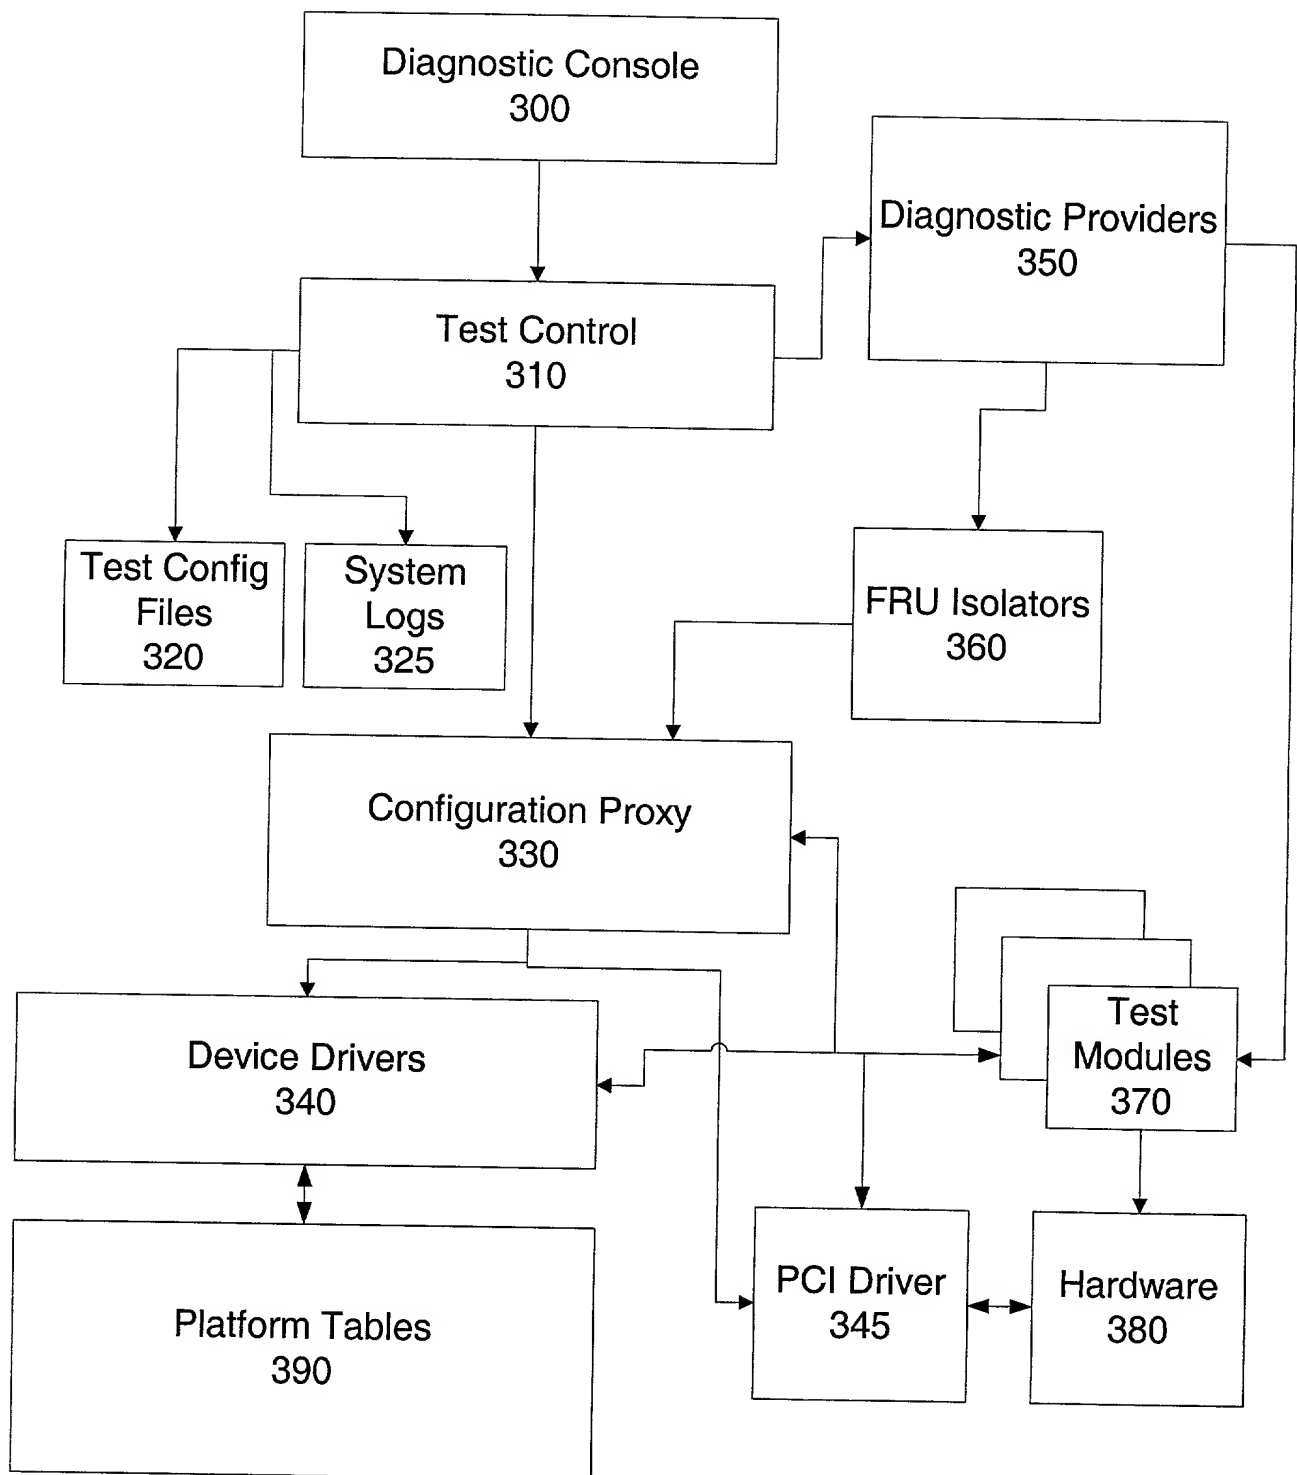 Diagnostic Console
300
Diagnostic Providers
350
Test Control
310
Test Config
Files
320
System
Logs
325
FRU Isolators
360
Configuration Proxy
330
Test
Modules
370
Device Drivers
340
PCI Driver
345
Hardware
380
Platform Tables
390